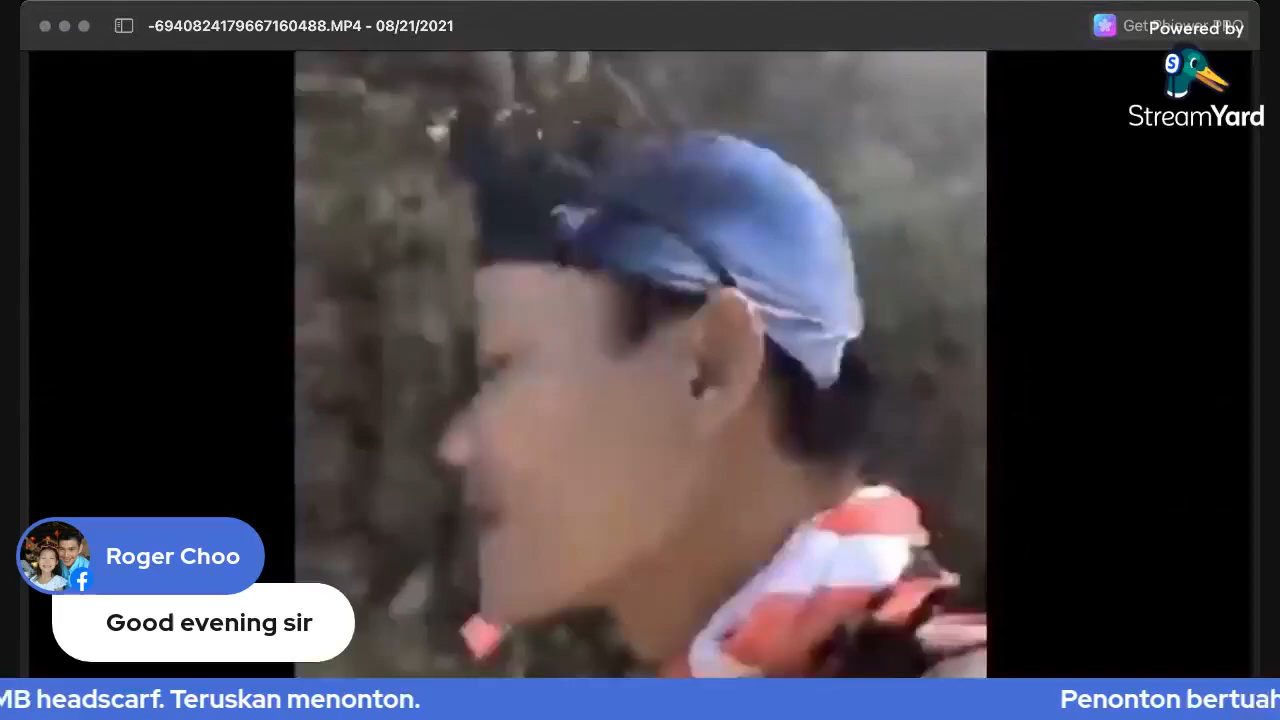 -6940824179667160488.MP4 - 08/21/2021
Powered by
StreamYard
Roger Choo
Good evening sir
MB headscarf. Teruskan menonton.
Penonton bertuah